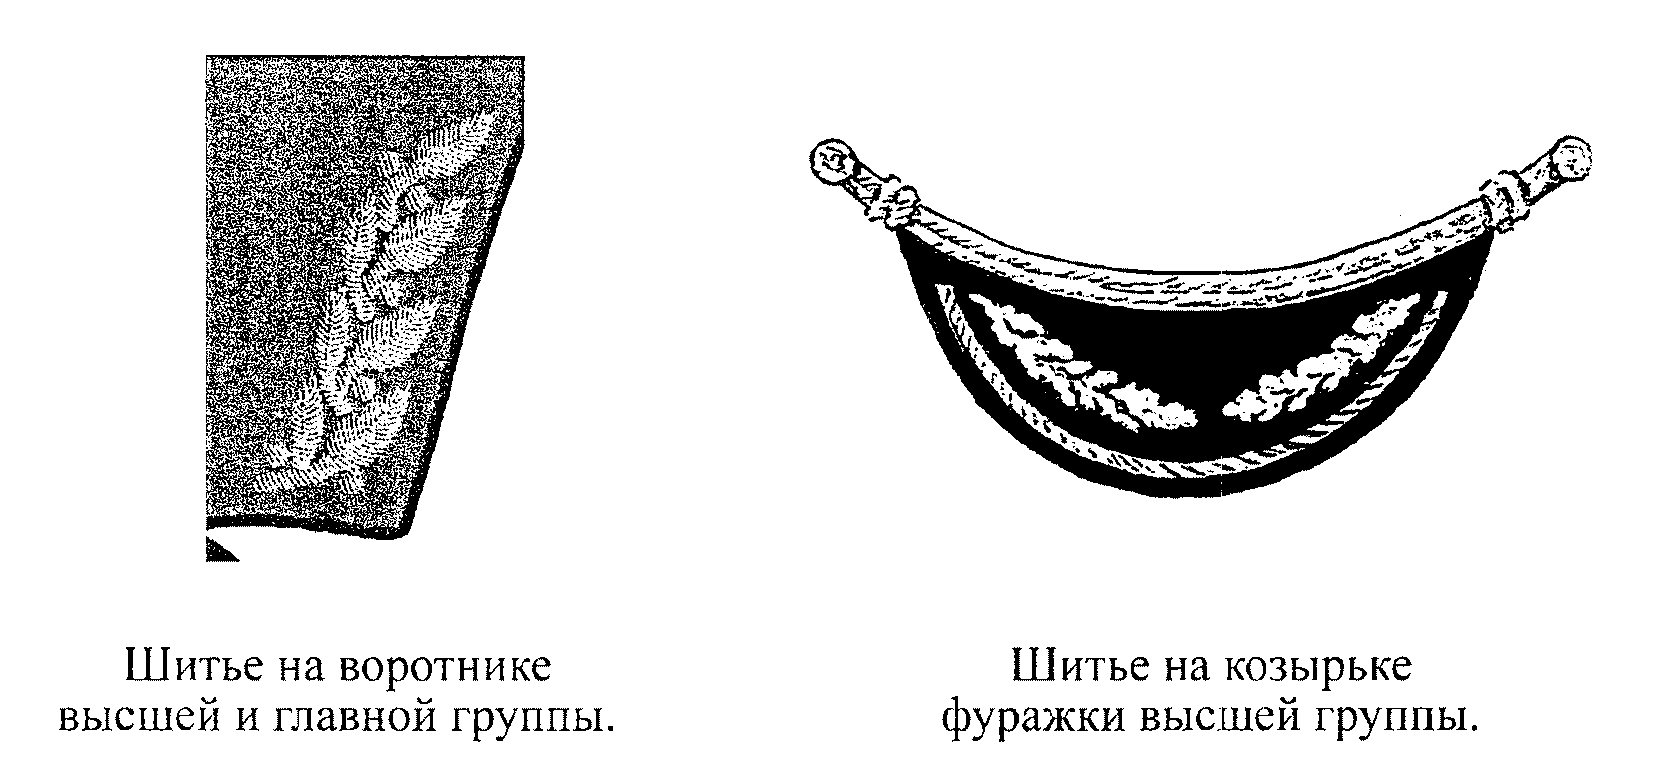 Шитье на воротнике
высшей и главной группы.
Шитье на козырьке
фуражки высшей группы.